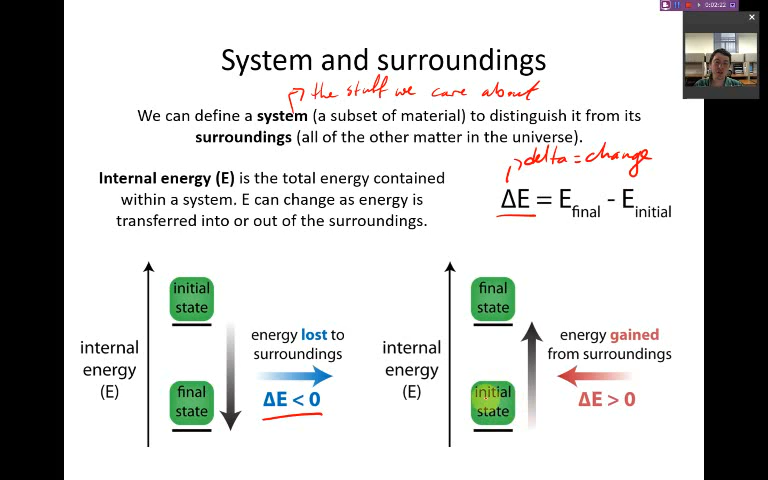 0:02:22
System and surroundings
the stuff we care about
We can define a system (a subset of material) to distinguish it from its
surroundings (all of the other matter in the universe).
delta = change
Internal energy (E) is the total energy contained
within a system. E can change as energy is
transferred into or out of the surroundings.
ΔE = Efinal - Einitial
initial
state
energy lost to
surroundings
internal
energy
(E)
final
state
ΔE < 0
final
state
energy gained
from surroundings
internal
energy
(E)
initial
state
ΔE > 0